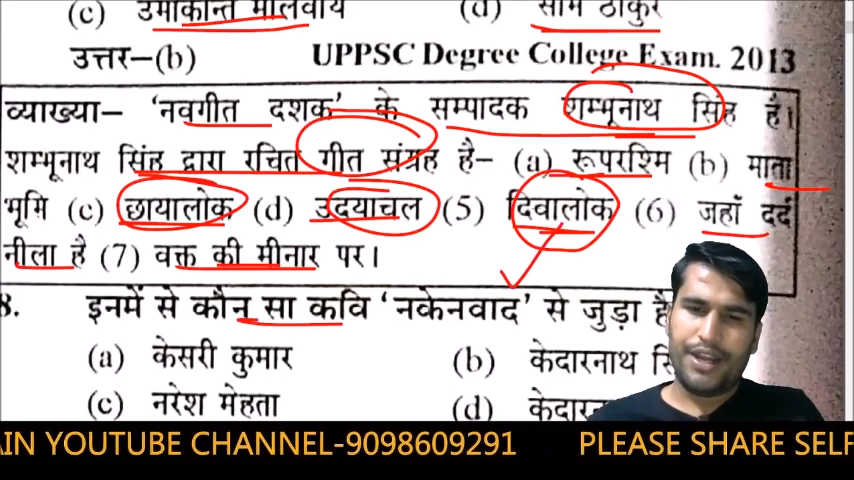 (c) उमाकान्त मालवीय (d) सोम ठाकुर
उत्तर–(b) UPPSC Degree College Exam. 2013
व्याख्या– ‘नवगीत दशक’ के सम्पादक शम्भूनाथ सिंह है।
शम्भूनाथ सिंह द्वारा रचित गीत संग्रह है– (a) रूपरश्मि (b) माता
भूमि (c) छायालोक (d) उदयाचल (5) दिवालोक (6) जहाँ दर्द
नीला है (7) वक्त की मीनार पर।
8. इनमें से कौन सा कवि ‘नकेनवाद’ से जुड़ा है
(a) केसरी कुमार (b) केदारनाथ
(c) नरेश मेहता (d)
AIN YOUTUBE CHANNEL-9098609291 PLEASE SHARE SELF